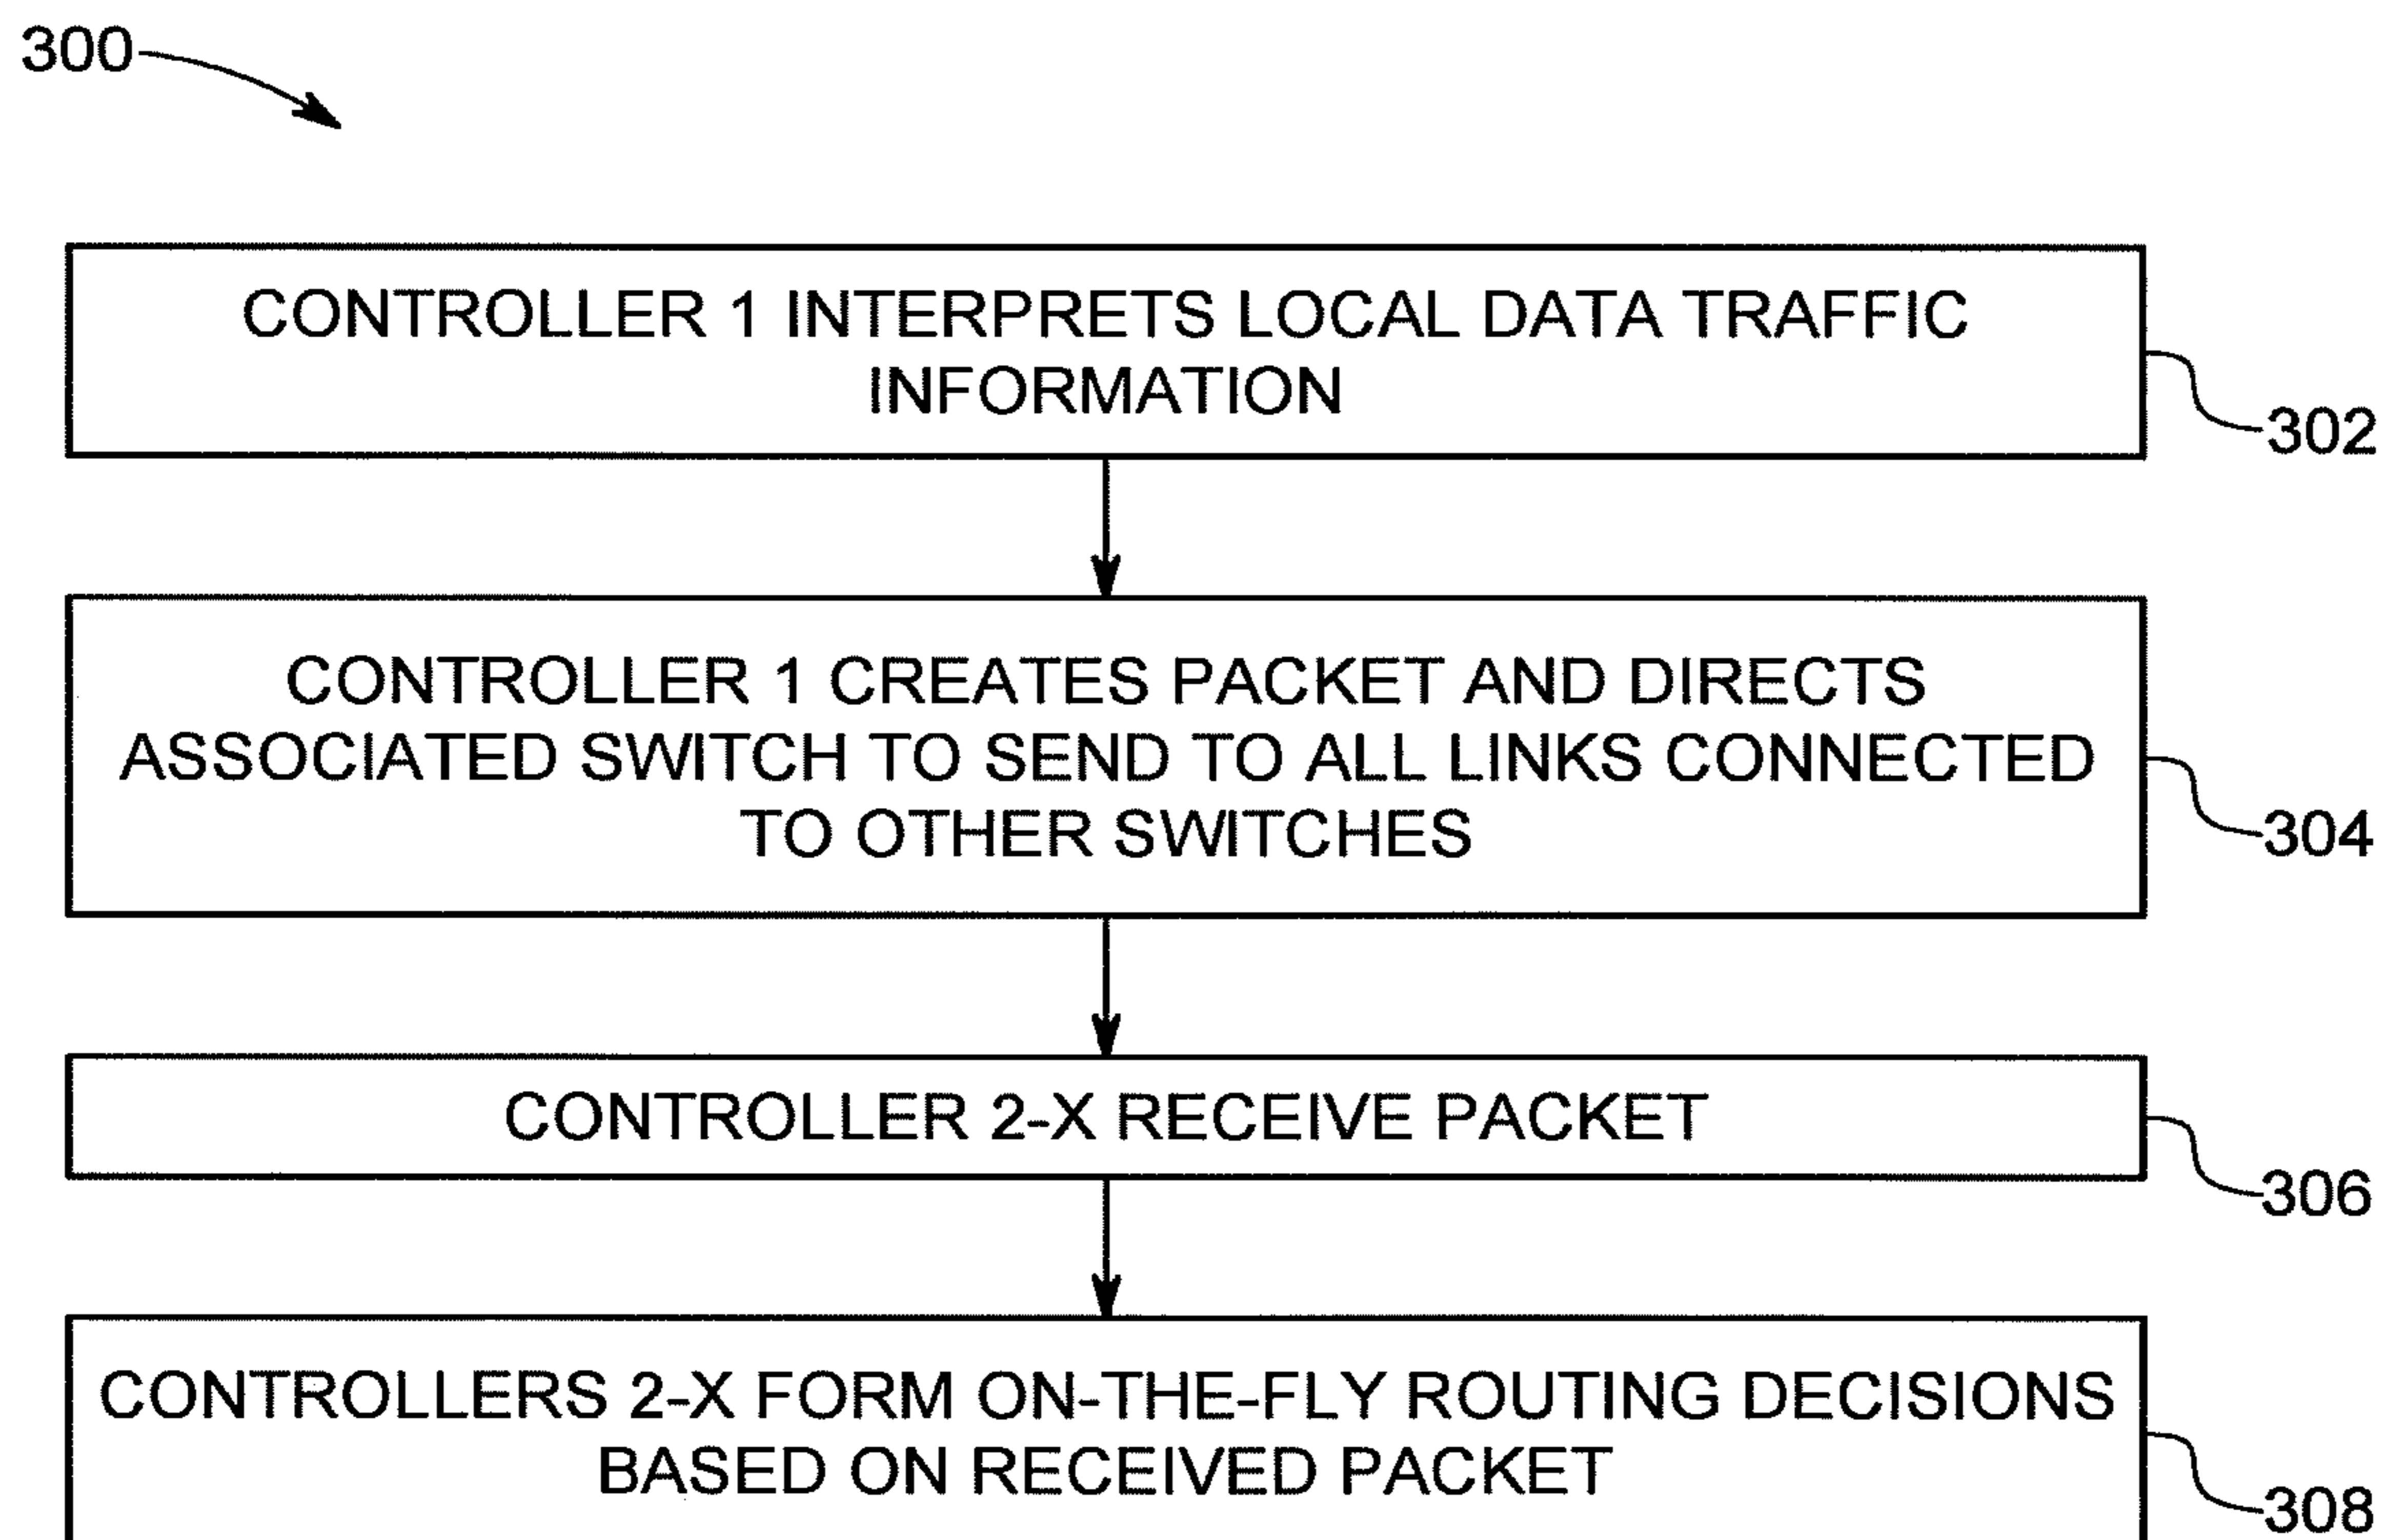 300
CONTROLLER 1 INTERPRETS LOCAL DATA TRAFFIC
INFORMATION
302
CONTROLLER 1 CREATES PACKET AND DIRECTS
ASSOCIATED SWITCH TO SEND TO ALL LINKS CONNECTED
TO OTHER SWITCHES
304
CONTROLLER 2-X RECEIVE PACKET
306
CONTROLLERS 2-X FORM ON-THE-FLY ROUTING DECISIONS
BASED ON RECEIVED PACKET
308